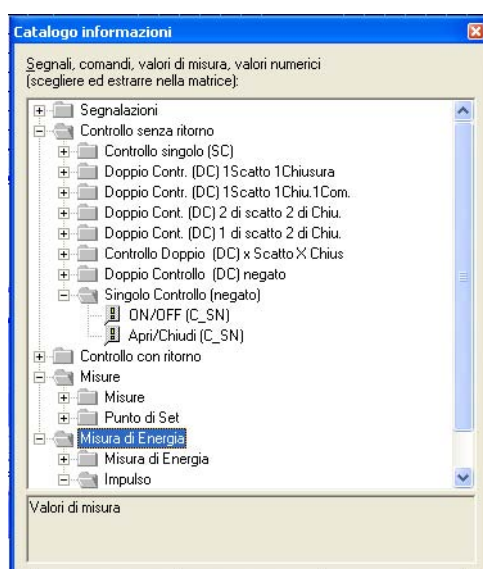 Catalogo informazioni
Segnali, comandi, valori di misura, valori numerici
(scegliere ed estrarre nella matrice):
Segnalazioni
Controllo senza ritorno
Controllo singolo (SC)
Doppio Contr. (DC) 1Scatto 1Chiusura
Doppio Cont. (DC) 1Scatto 1Chiu.1Com.
Doppio Cont. (DC) 2 di scatto 2 di Chiu.
Doppio Cont. (DC) 1 di scatto 2 di Chiu.
Controllo Doppio (DC) x Scatto X Chius
Doppio Controllo (DC) negato
Singolo Controllo (negato)
ON/OFF (C_SN)
Apri/Chiudi (C_SN)
Controllo con ritorno
Misure
Misure
Punto di Set
Misura di Energia
Misura di Energia
Impulso
Valori di misura